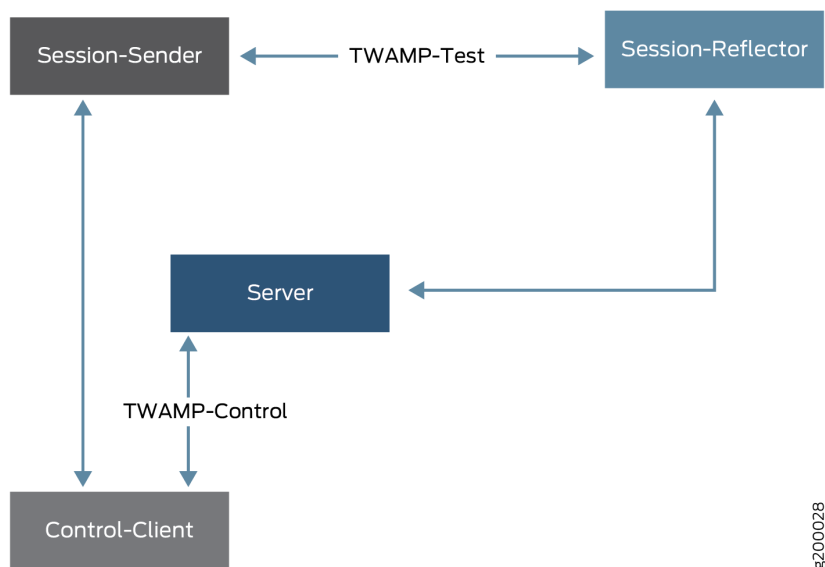 Session-Sender
TWAMP-Test
Session-Reflector
Server
TWAMP-Control
Control-Client
g200028